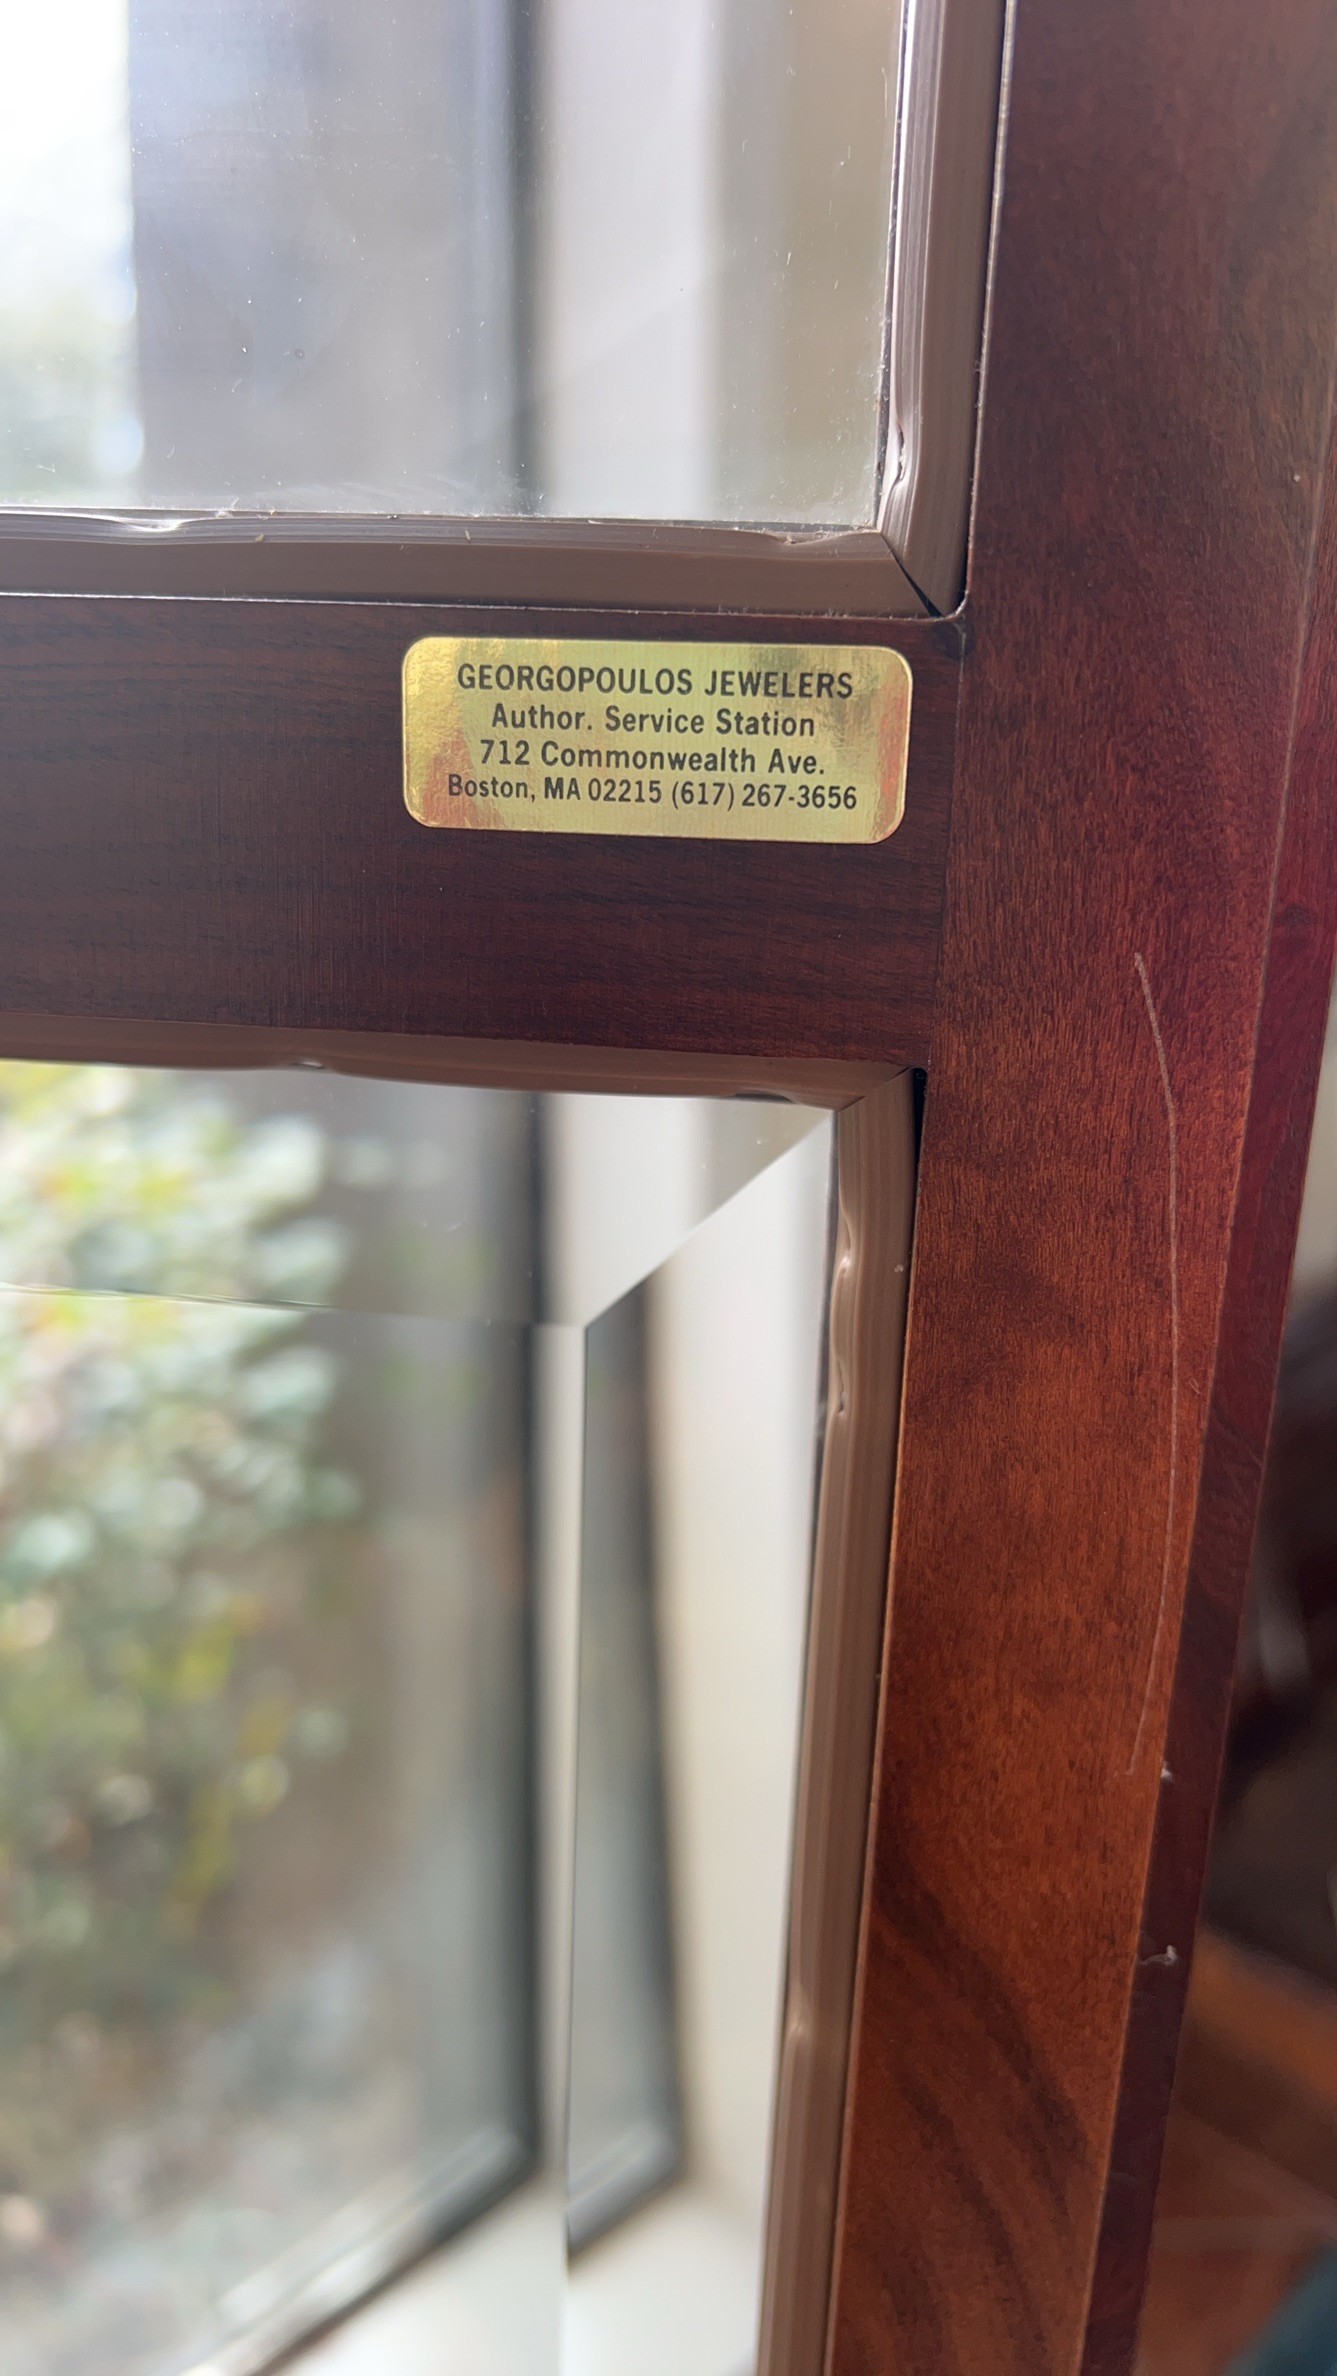 GEORGOPOULOS JEWELERS
Author. Service Station
712 Commonwealth Ave.
Boston, MA 02215 (617) 267-3656